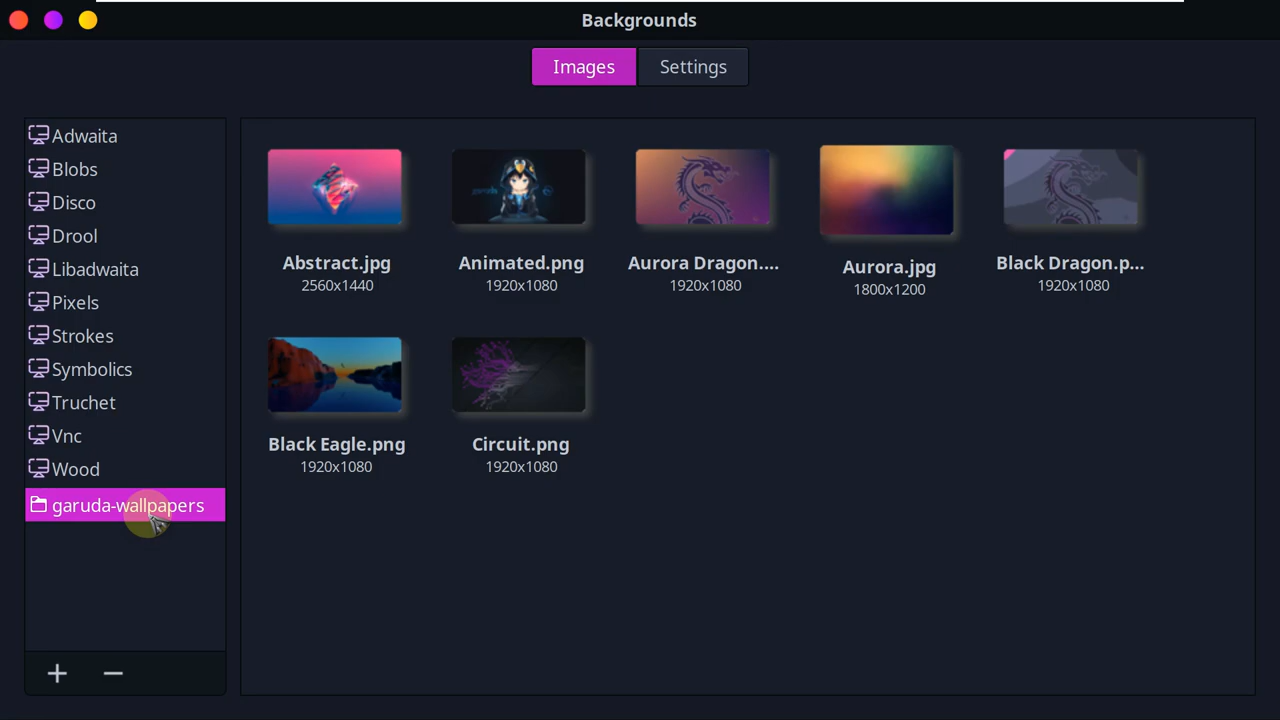 Backgrounds
Images
Settings
Adwaita
Blobs
Disco
Drool
Libadwaita
Pixels
Strokes
Symbolics
Truchet
Vnc
Wood
garuda-wallpapers
Abstract.jpg
2560x1440
Animated.png
1920x1080
Aurora Dragon....
1920x1080
Aurora.jpg
1800x1200
Black Dragon.p...
1920x1080
Black Eagle.png
1920x1080
Circuit.png
1920x1080